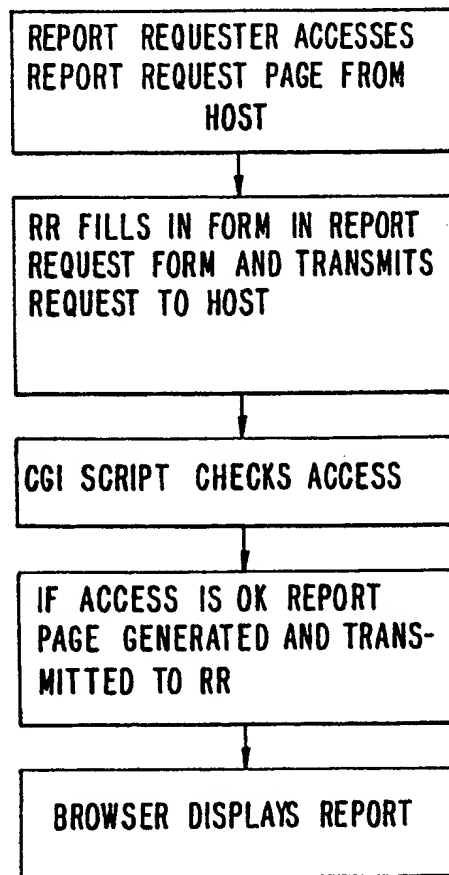 REPORT REQUESTER ACCESSES
REPORT REQUEST PAGE FROM
HOST
RR FILLS IN FORM IN REPORT
REQUEST FORM AND TRANSMITS
REQUEST TO HOST
CGI SCRIPT CHECKS ACCESS
IF ACCESS IS OK REPORT
PAGE GENERATED AND TRANS-
MITTED TO RR
BROWSER DISPLAYS REPORT